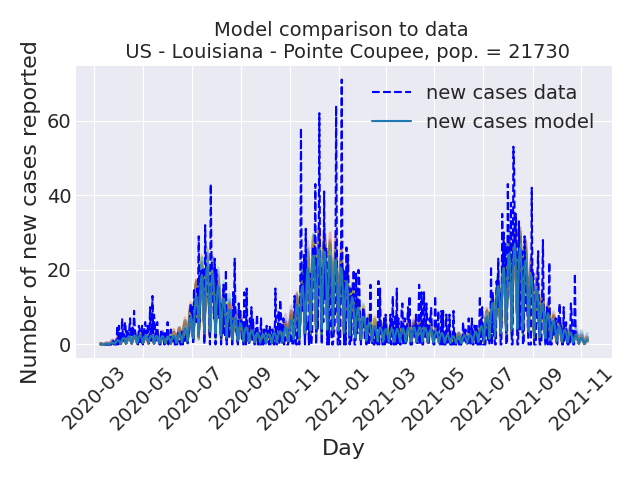 Model comparison to data
US - Louisiana - Pointe Coupee, pop. = 21730
new cases data
new cases model
Number of new cases reported
60
40
20
0
2020-03
2020-05
2020-07
2020-09
2020-11
2021-01
2021-03
2021-05
2021-07
2021-09
2021-11
Day